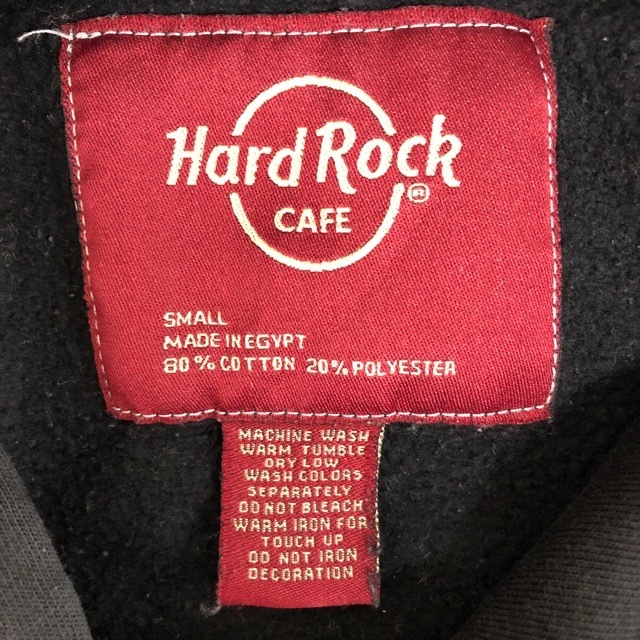 Hard Rock
®
CAFE
SMALL
MADE IN EGYPT
80% COTTON 20% POLYESTER
MACHINE WASH
WARM TUMBLE
DRY LOW
WASH COLORS
SEPARATELY
DO NOT BLEACH
WARM IRON FOR
TOUCH UP
DO NOT IRON
DECORATION